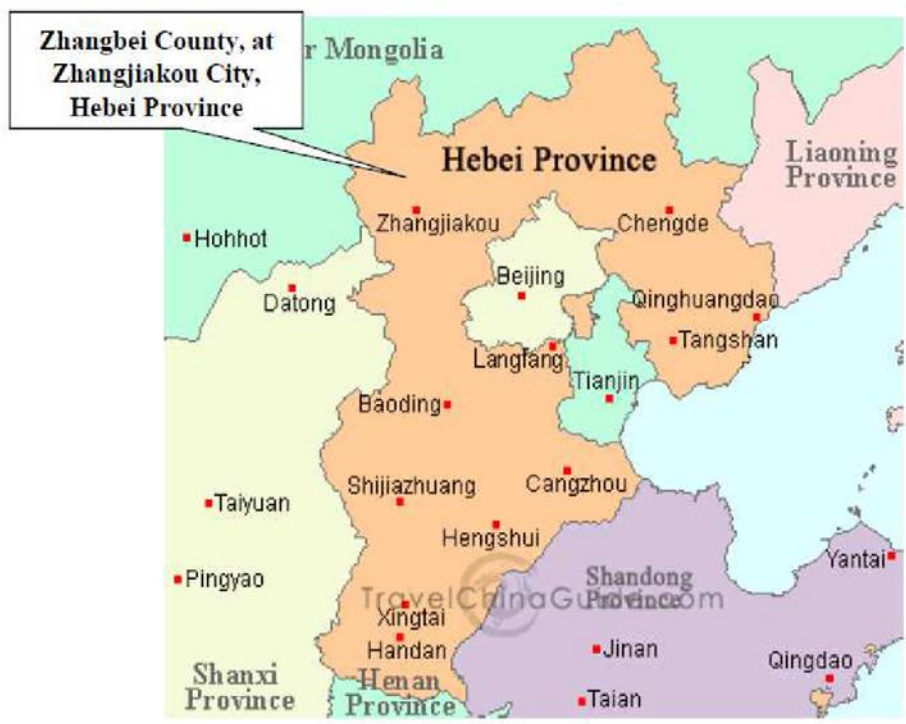 Zhangbei County, at
Zhangjiakou City,
Hebei Province
r Mongolia
Hebei Province
Liaoning
Province
Zhangjiakou
Chengde
Hohhot
Beijing
Datong
Qinghuangdao
Tangshan
Langfang
Tianjin
Baoding
Shijiazhuang
Cangzhou
Taiyuan
Hengshui
Yantai
Pingyao
Shandong
Province
TravelChinaGuide.com
Xingtai
Handan
Jinan
Qingdao
Shanxi
Province
Henan
Province
Taian